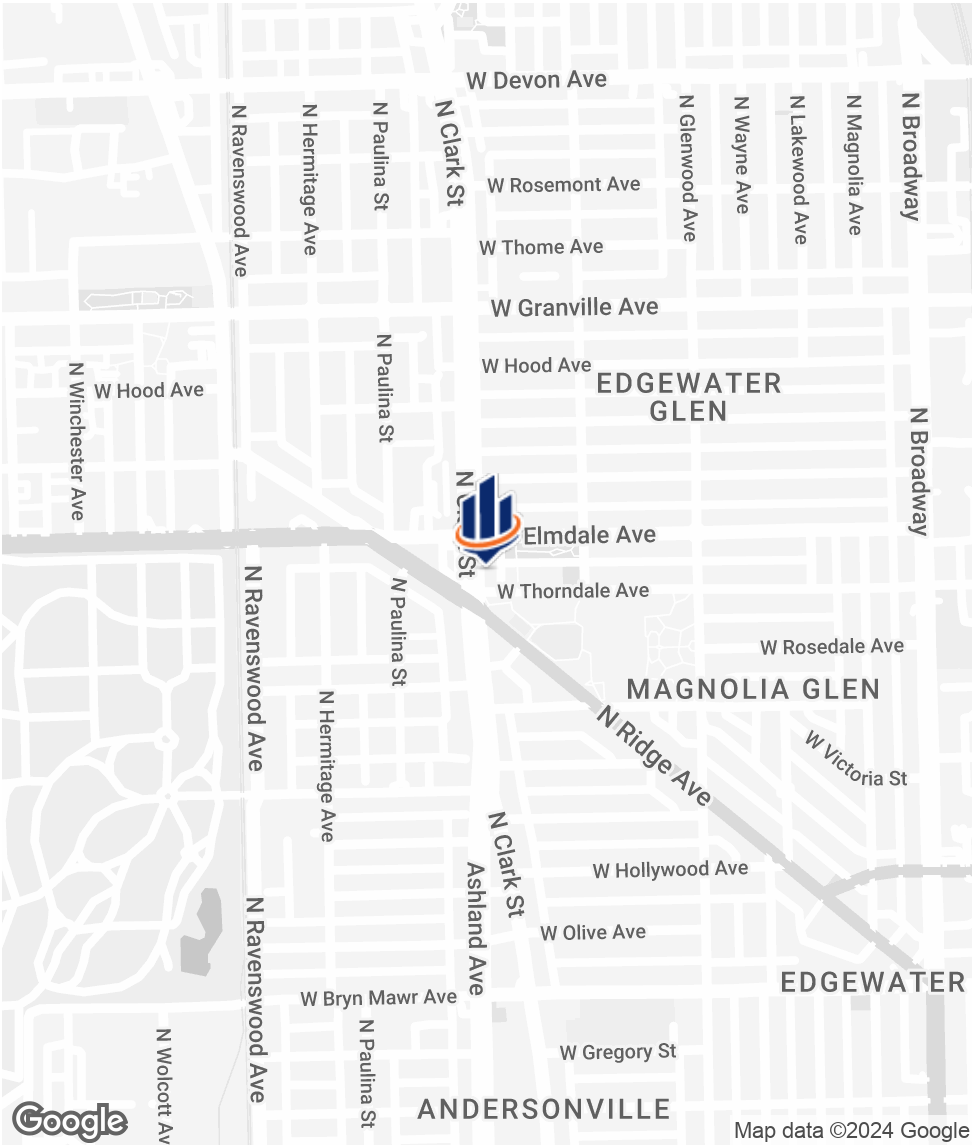 W Devon Ave
N Ravenswood Ave
N Hermitage Ave
N Paulina St
N Clark St
N Glenwood Ave
N Wayne Ave
N Lakewood Ave
N Magnolia Ave
N Broadway
W Rosemont Ave
W Thome Ave
W Granville Ave
N Winchester Ave
W Hood Ave
N Paulina St
W Hood Ave
EDGEWATER
GLEN
N Broadway
N
St
Elmdale Ave
N Ravenswood Ave
N Paulina St
W Thorndale Ave
W Rosedale Ave
MAGNOLIA GLEN
N Hermitage Ave
N Ridge Ave
W Victoria St
N Clark St
Ashland Ave
W Hollywood Ave
N Ravenswood Ave
W Olive Ave
EDGEWATER
W Bryn Mawr Ave
N Wolcott Av
N Paulina St
W Gregory St
ANDERSONVILLE
Google
Map data ©2024 Google